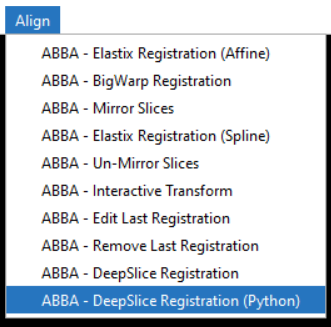 Align
ABBA - Elastix Registration (Affine)
ABBA - BigWarp Registration
ABBA - Mirror Slices
ABBA - Elastix Registration (Spline)
ABBA - Un-Mirror Slices
ABBA - Interactive Transform
ABBA - Edit Last Registration
ABBA - Remove Last Registration
ABBA - DeepSlice Registration
ABBA - DeepSlice Registration (Python)